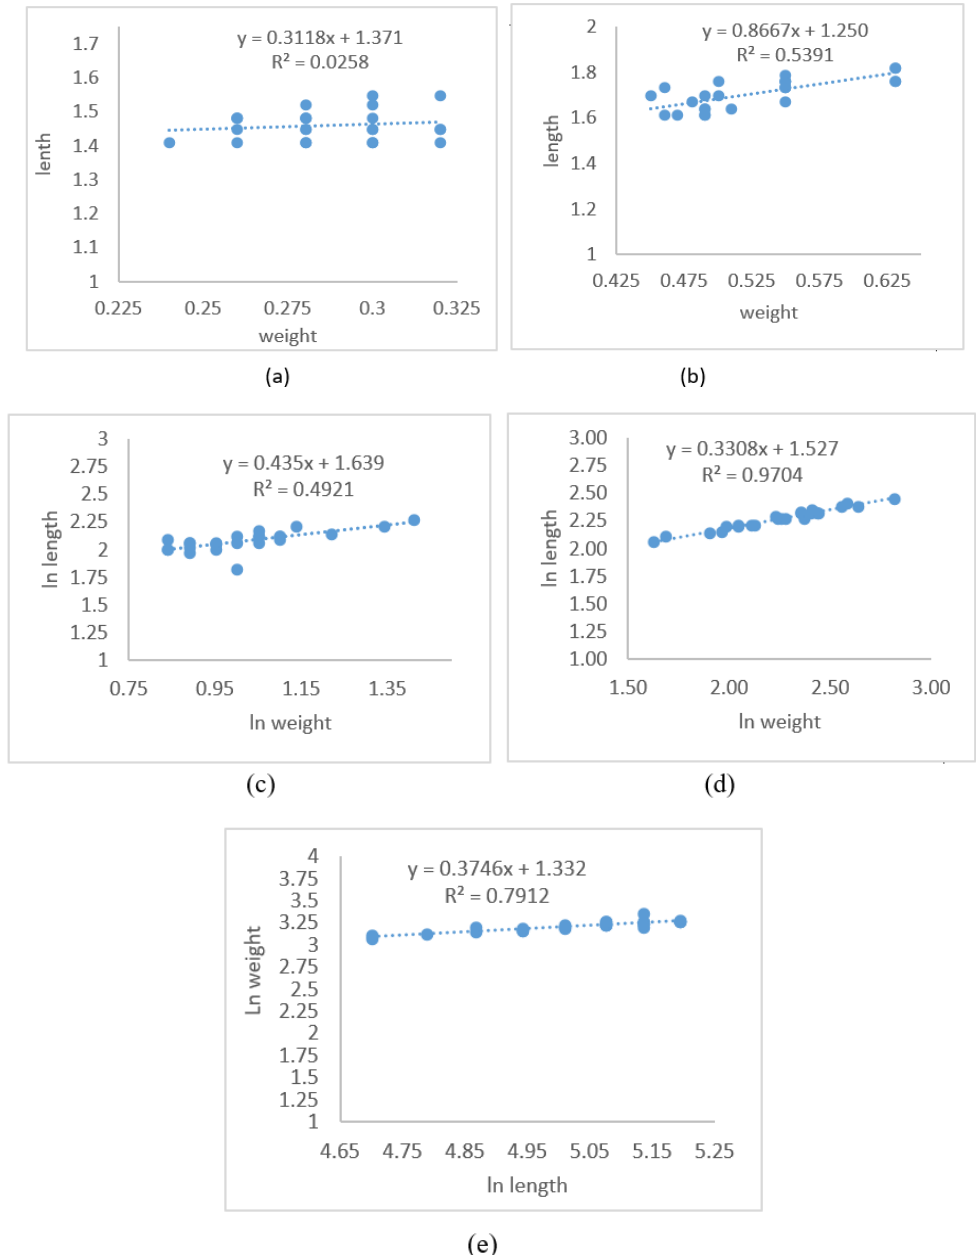 y = 0.3118x + 1.371
R² = 0.0258
1.7
1.6
1.5
1.4
1.3
1.2
1.1
1
lenth
0.225 0.25 0.275 0.3 0.325
weight
(a)
y = 0.8667x + 1.250
R² = 0.5391
2
1.8
1.6
1.4
1.2
1
length
0.425 0.475 0.525 0.575 0.625
weight
(b)
y = 0.435x + 1.639
R² = 0.4921
3
2.75
2.5
2.25
2
1.75
1.5
1.25
1
ln length
0.75 0.95 1.15 1.35
ln weight
(c)
y = 0.3308x + 1.527
R² = 0.9704
3.00
2.75
2.50
2.25
2.00
1.75
1.50
1.25
1.00
ln length
1.50 2.00 2.50 3.00
ln weight
(d)
y = 0.3746x + 1.332
R² = 0.7912
4
3.75
3.5
3.25
3
2.75
2.5
2.25
2
1.75
1.5
1.25
1
Ln weight
4.65 4.75 4.85 4.95 5.05 5.15 5.25
ln length
(e)